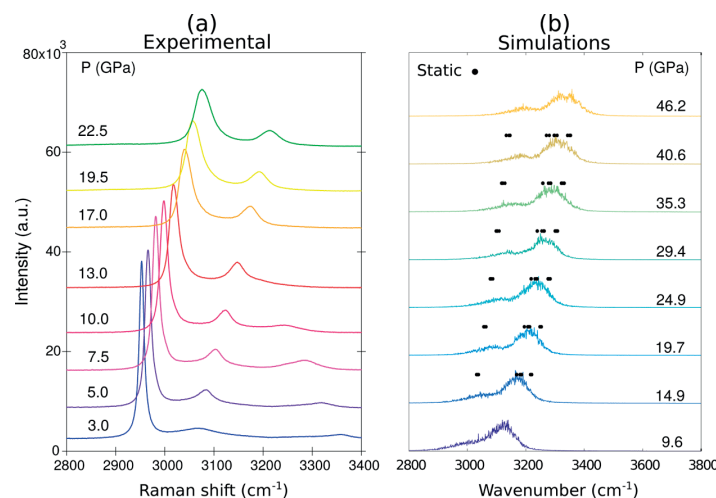 (a)
Experimental
80x10³
P (GPa)
22.5
60
19.5
17.0
40
13.0
10.0
20
7.5
5.0
3.0
0
Intensity (a.u.)
2800 2900 3000 3100 3200 3300 3400
Raman shift (cm⁻¹)
(b)
Simulations
Static
P (GPa)
46.2
40.6
35.3
29.4
24.9
19.7
14.9
9.6
2800 3000 3200 3400 3600 3800
Wavenumber (cm⁻¹)